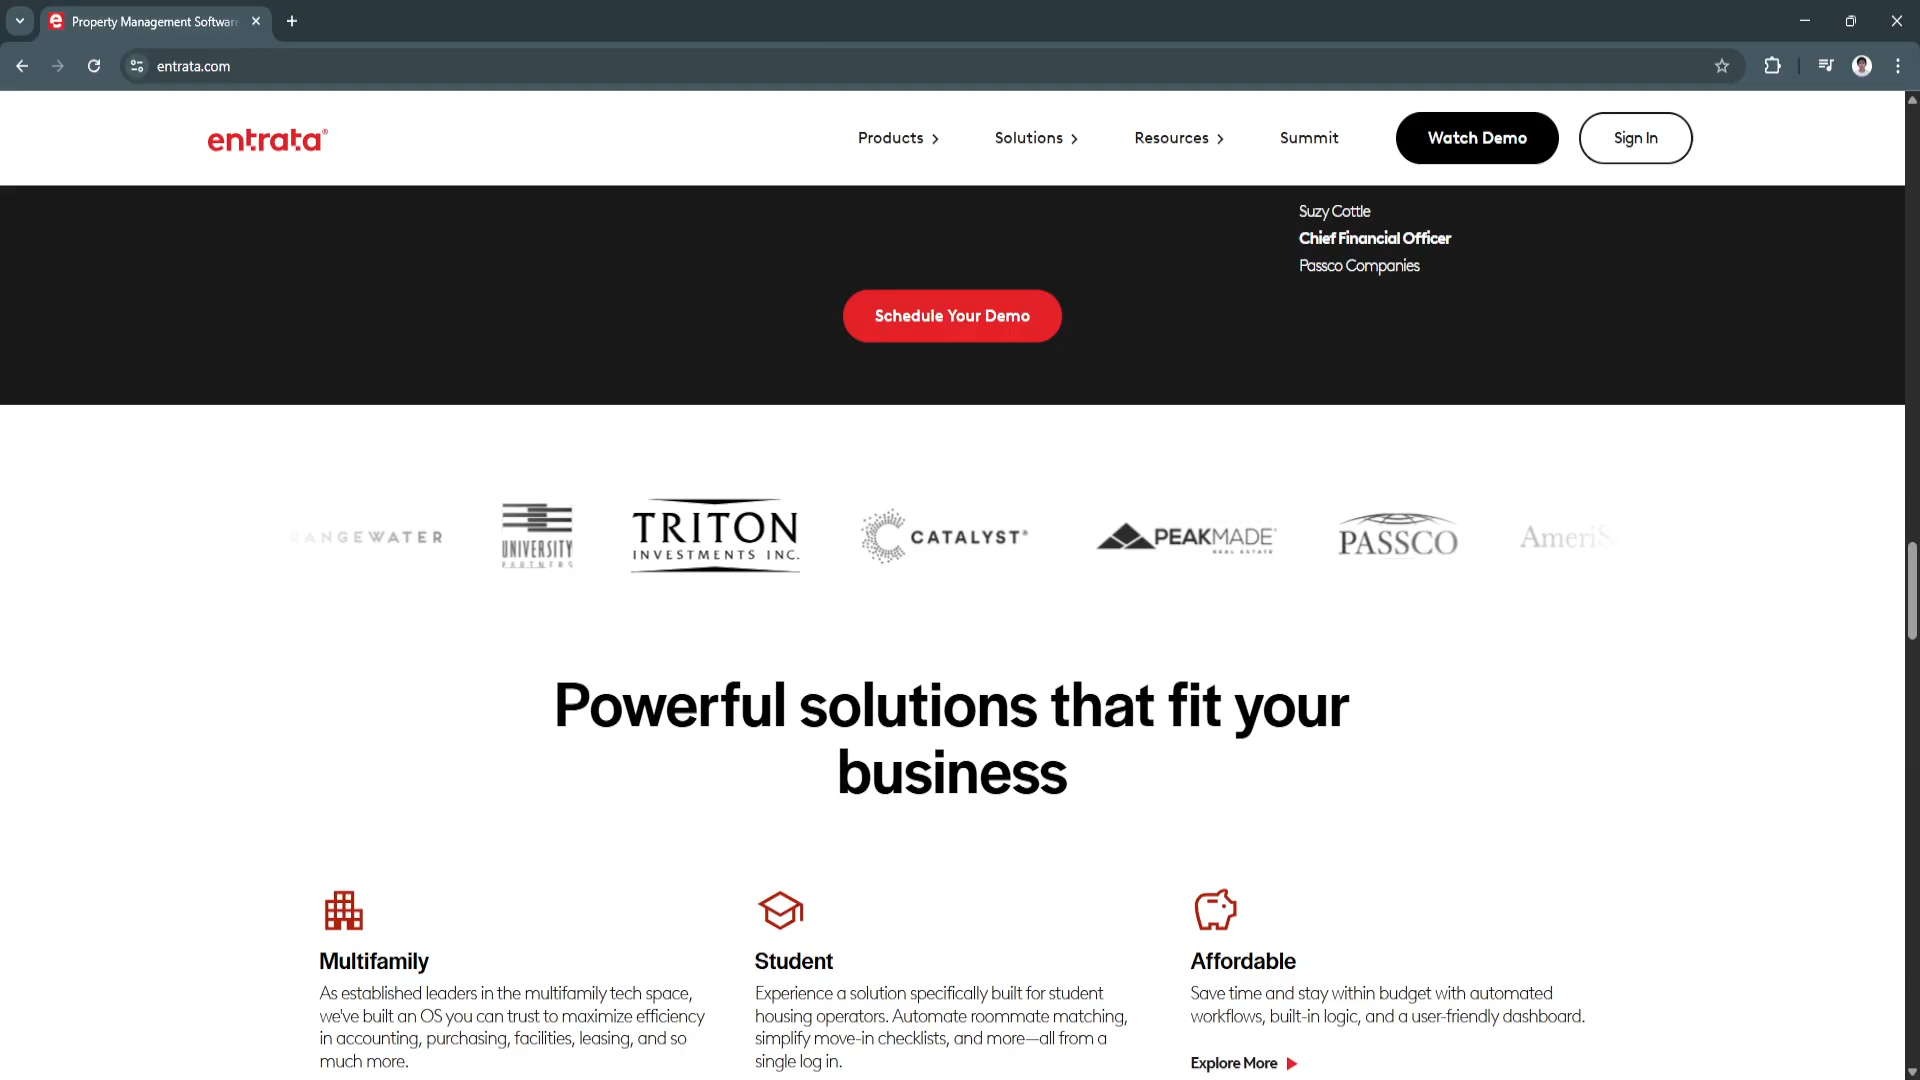 Property Management Software
entrata.com
entrata®
Products
Solutions
Resources
Summit
Watch Demo
Sign In
Suzy Cottle
Chief Financial Officer
Passco Companies
Schedule Your Demo
RANGEWATER
UNIVERSITY
PARTNERS
TRITON
INVESTMENTS INC.
CATALYST®
PEAKMADE
REAL ESTATE
PASSCO
AmeriS
Powerful solutions that fit your
business
Multifamily
As established leaders in the multifamily tech space,
we've built an OS you can trust to maximize efficiency
in accounting, purchasing, facilities, leasing, and so
much more.
Student
Experience a solution specifically built for student
housing operators. Automate roommate matching,
simplify move-in checklists, and more—all from a
single log in.
Affordable
Save time and stay within budget with automated
workflows, built-in logic, and a user-friendly dashboard.
Explore More